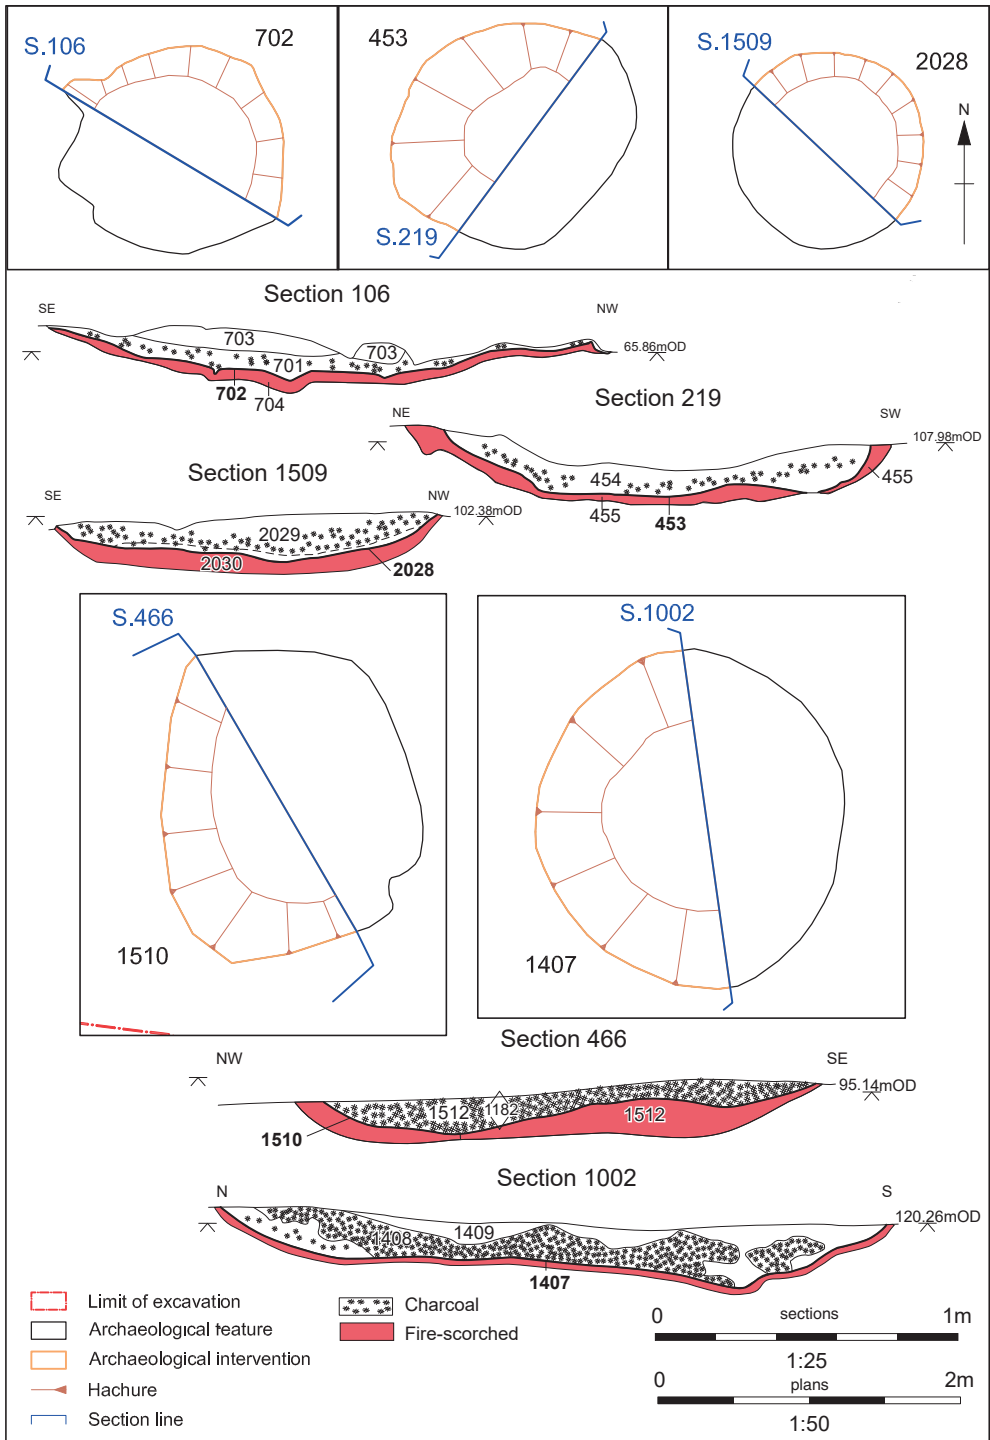 S.106
702
453
S.219
S.1509
2028
N
Section 106
SE
NW
703
703
701
702
704
65.86mOD
Section 219
NE
SW
107.98mOD
454
455
453
455
Section 1509
SE
NW
102.38mOD
2029
2030
2028
S.466
1510
S.1002
1407
Section 466
NW
SE
95.14mOD
1512
1182
1512
1510
Section 1002
N
S
120.26mOD
1408
1409
1407
Limit of excavation
Archaeological feature
Archaeological intervention
Hachure
Section line
Charcoal
Fire-scorched
0 sections 1m
1:25
0 plans 2m
1:50